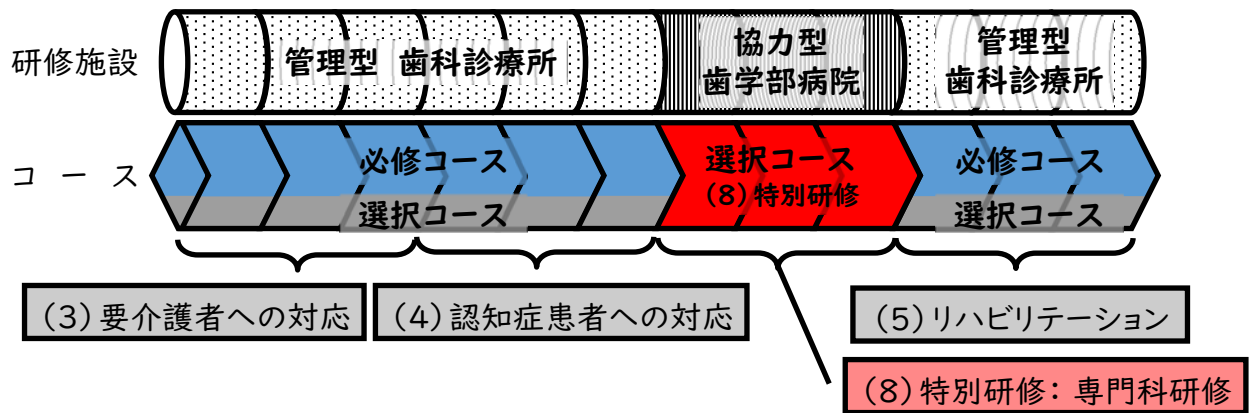 研修施設
管理型 歯科診療所
協力型
歯学部病院
管理型
歯科診療所
コース
必修コース
選択コース
選択コース
(8)特別研修
必修コース
選択コース
(3)要介護者への対応
(4)認知症患者への対応
(5)リハビリテーション
(8)特別研修：専門科研修